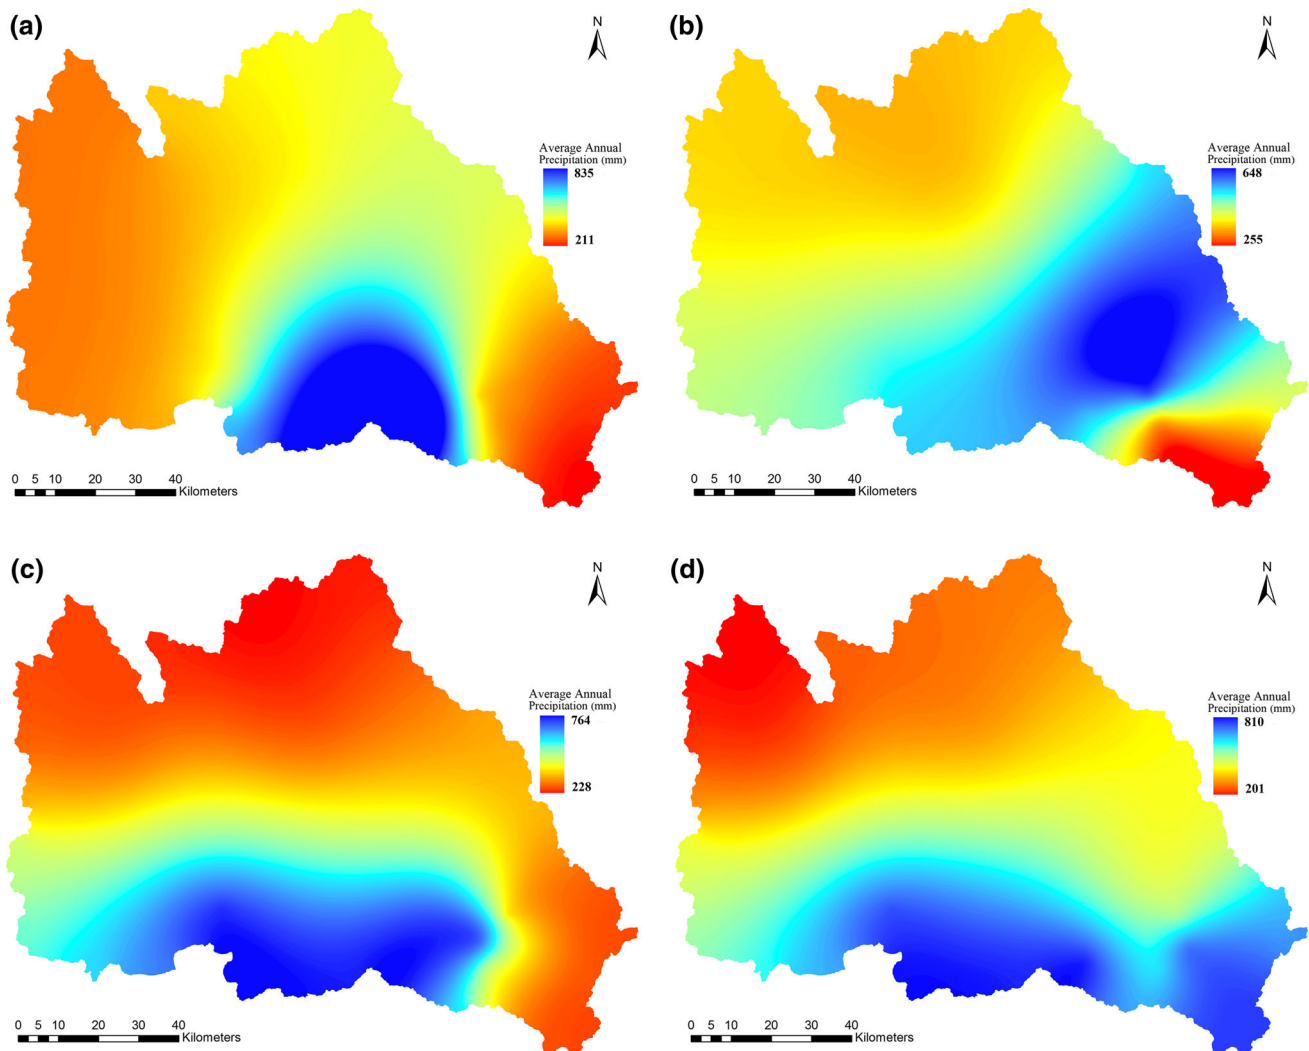 (a)
N
Average Annual
Precipitation (mm)
835
211
0 5 10 20 30 40
Kilometers
(b)
N
Average Annual
Precipitation (mm)
648
255
0 5 10 20 30 40
Kilometers
(c)
N
Average Annual
Precipitation (mm)
764
228
0 5 10 20 30 40
Kilometers
(d)
N
Average Annual
Precipitation (mm)
810
201
0 5 10 20 30 40
Kilometers